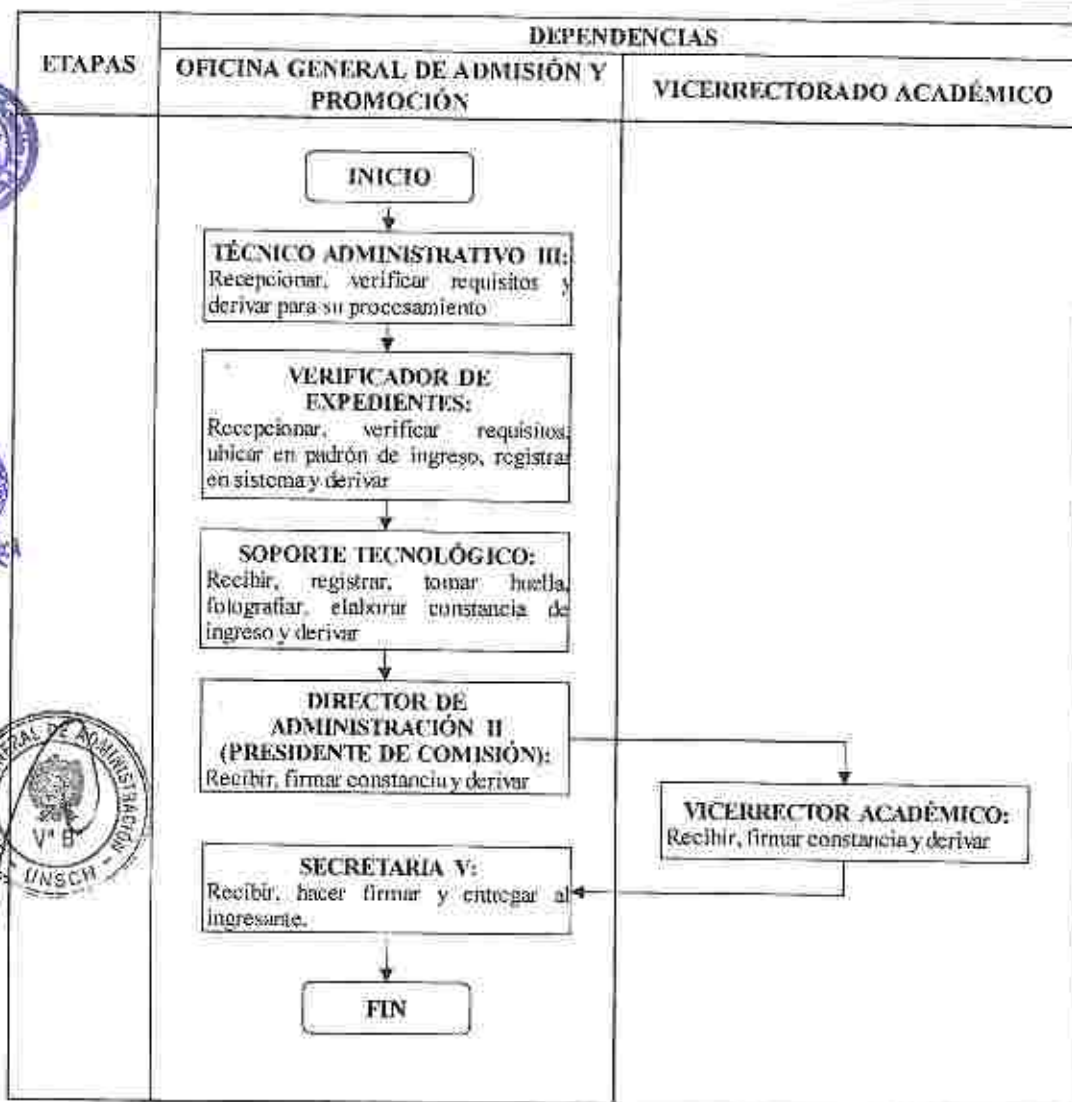 DEPENDENCIAS
ETAPAS
OFICINA GENERAL DE ADMISIÓN Y
PROMOCIÓN
VICERRECTORADO ACADÉMICO
INICIO
TÉCNICO ADMINISTRATIVO III:
Recepcionar, verificar requisitos y
derivar para su procesamiento
VERIFICADOR DE
EXPEDIENTES:
Recepcionar, verificar requisitos,
ubicar en padrón de ingreso, registrar
en sistema y derivar
SOPORTE TECNOLÓGICO:
Recibir, registrar, tomar huella,
fotografiar, elaborar constancia de
ingreso y derivar
DIRECTOR DE
ADMINISTRACIÓN II
(PRESIDENTE DE COMISIÓN):
Recibir, firmar constancia y derivar
VICERRECTOR ACADÉMICO:
Recibir, firmar constancia y derivar
SECRETARIA V:
Recibir, hacer firmar y entregar al
ingresante.
FIN
ERAL DE ADMINISTRACIÓN
V° B°
UNSCH